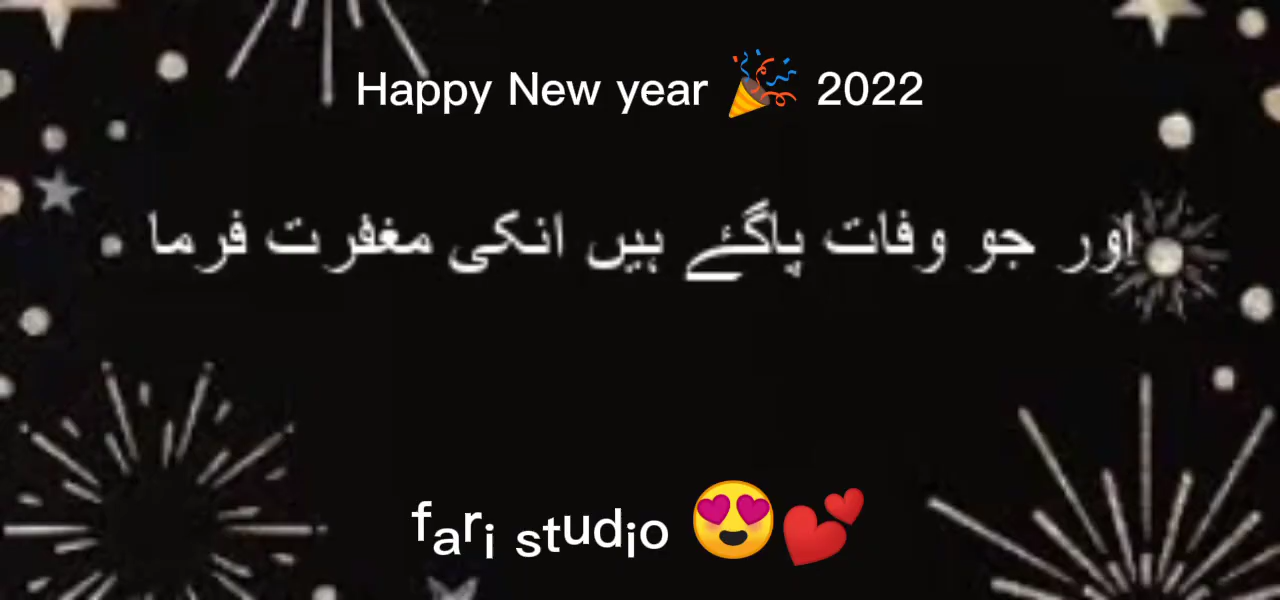 Happy New year 🎉 2022
اور جو وفات پاگئے ہیں انکی مغفرت فرما
fari studio 😍💕